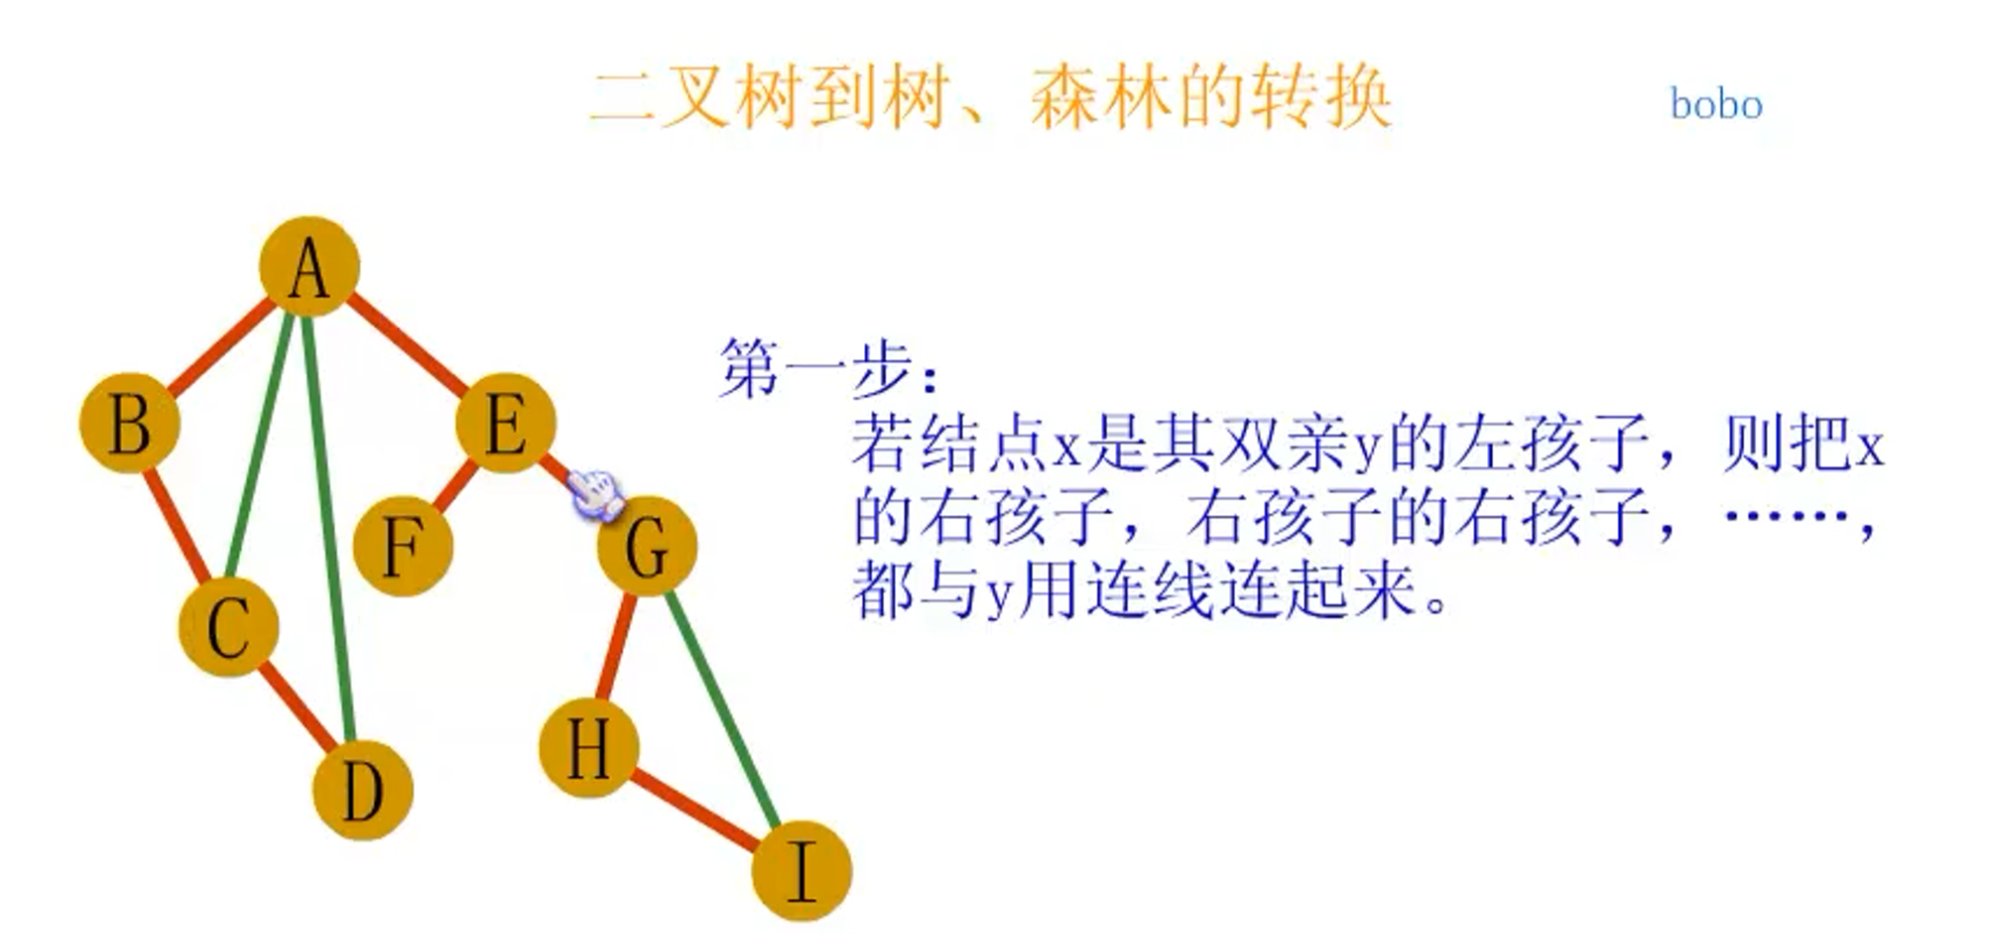 二叉树到树、森林的转换
bobo
A
B
E
F
G
C
H
D
I
第一步：
若结点x是其双亲y的左孩子，则把x
的右孩子，右孩子的右孩子，……，
都与y用连线连起来。